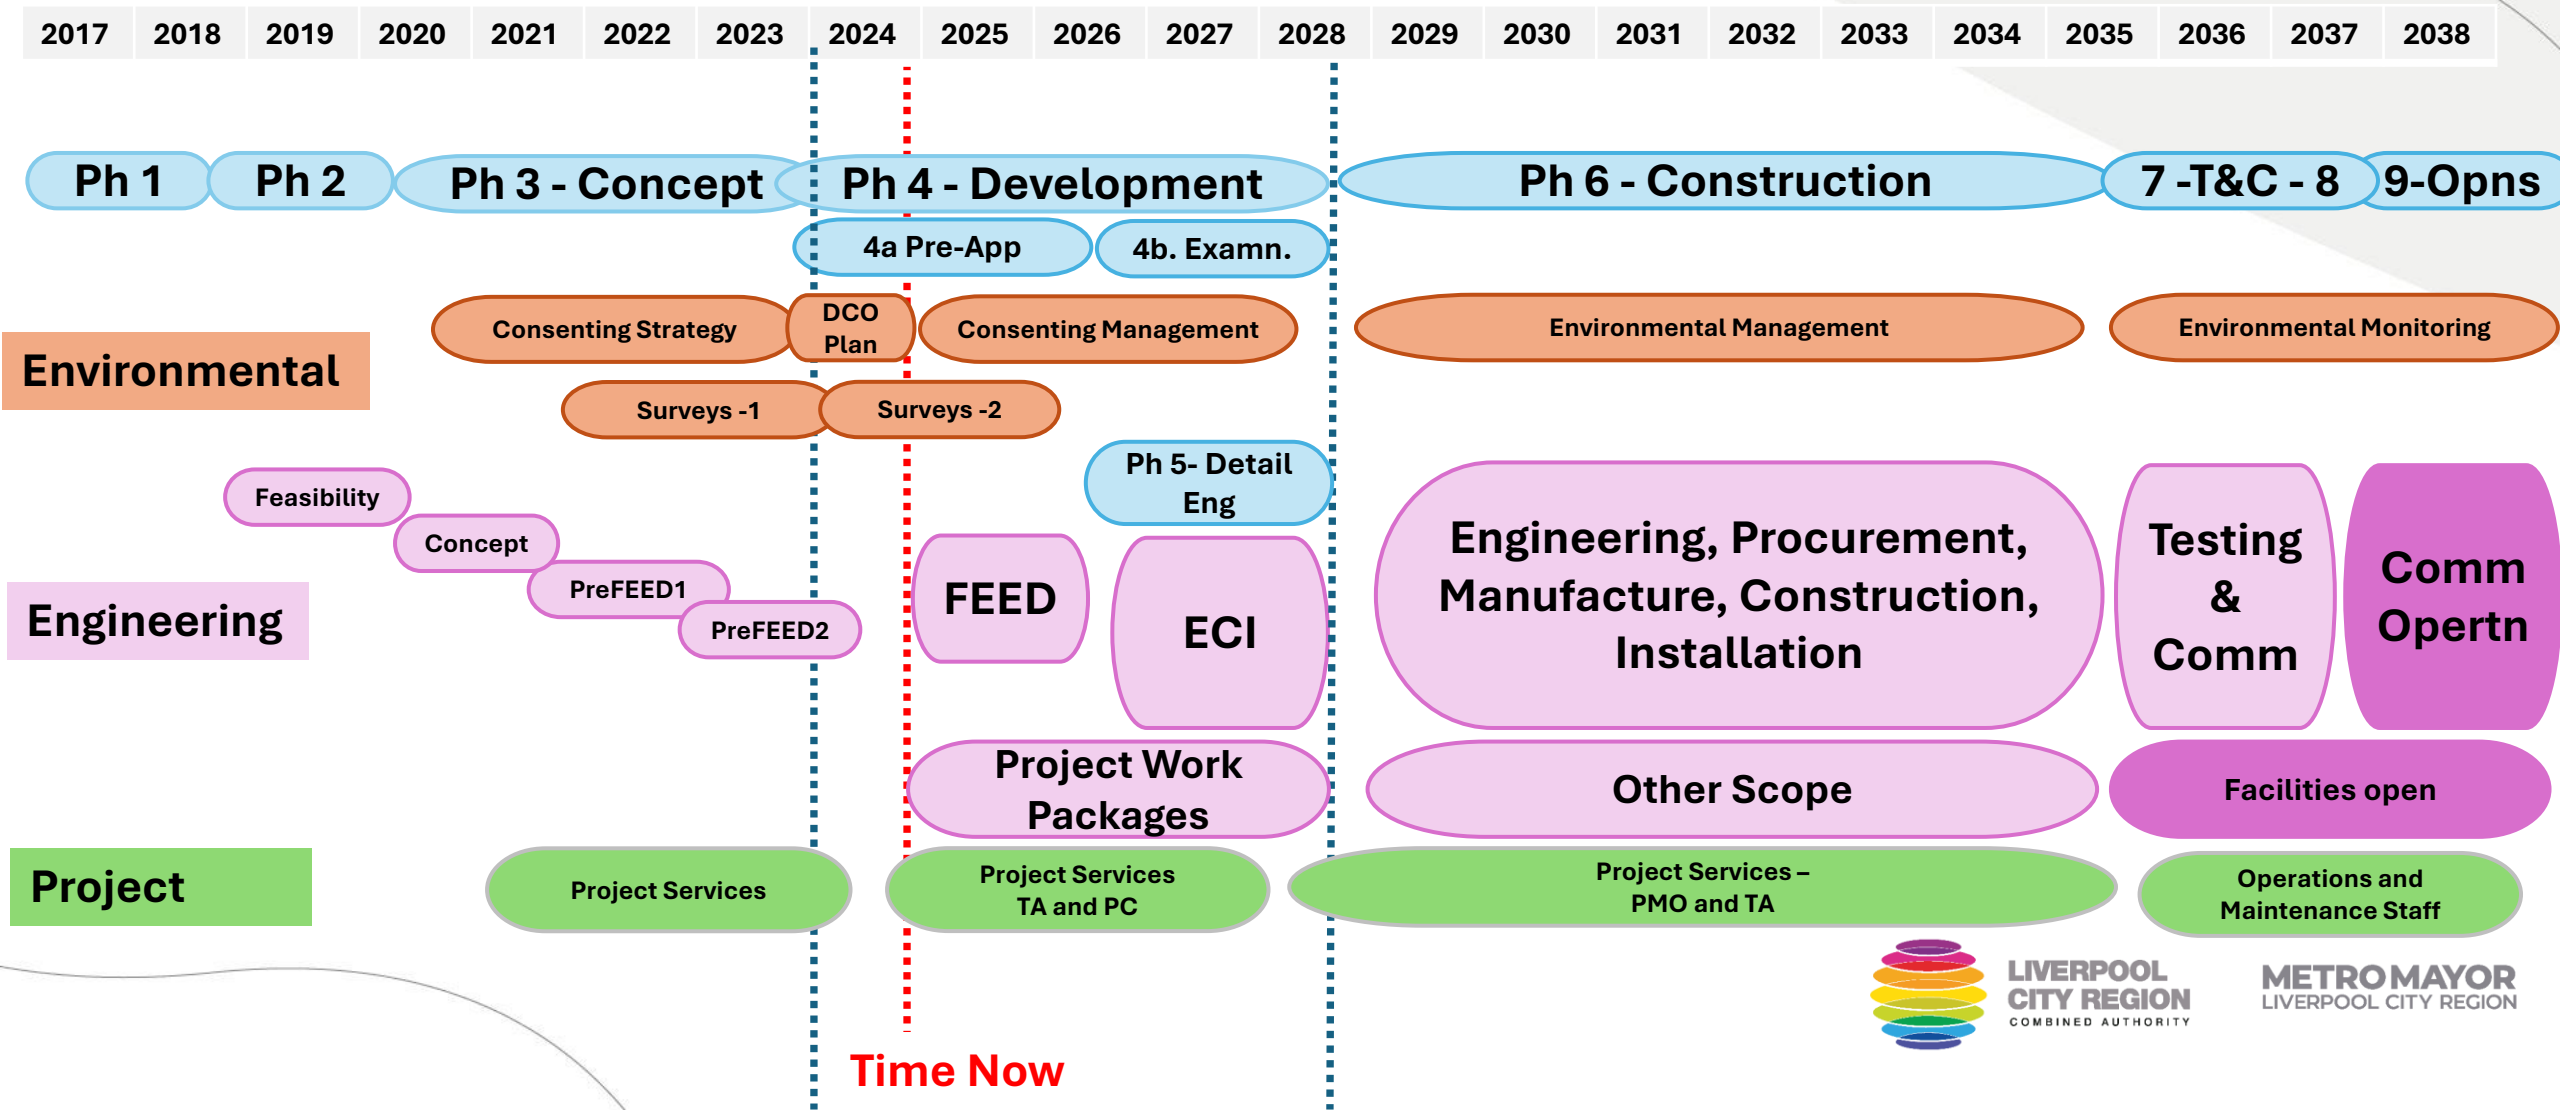 2017 2018 2019 2020 2021 2022 2023 2024 2025 2026 2027 2028 2029 2030 2031 2032 2033 2034 2035 2036 2037 2038
Ph 1
Ph 2
Ph 3 - Concept
Ph 4 - Development
Ph 6 - Construction
7 -T&C - 8
9-Opns
4a Pre-App
4b. Examn.
Environmental
Consenting Strategy
DCO
Plan
Consenting Management
Environmental Management
Environmental Monitoring
Surveys -1
Surveys -2
Ph 5- Detail
Eng
Engineering
Feasibility
Concept
PreFEED1
PreFEED2
FEED
ECI
Engineering, Procurement,
Manufacture, Construction,
Installation
Testing
&
Comm
Comm
Opertn
Project Work
Packages
Other Scope
Facilities open
Project
Project Services
Project Services
TA and PC
Project Services –
PMO and TA
Operations and
Maintenance Staff
Time Now
LIVERPOOL
CITY REGION
COMBINED AUTHORITY
METRO MAYOR
LIVERPOOL CITY REGION